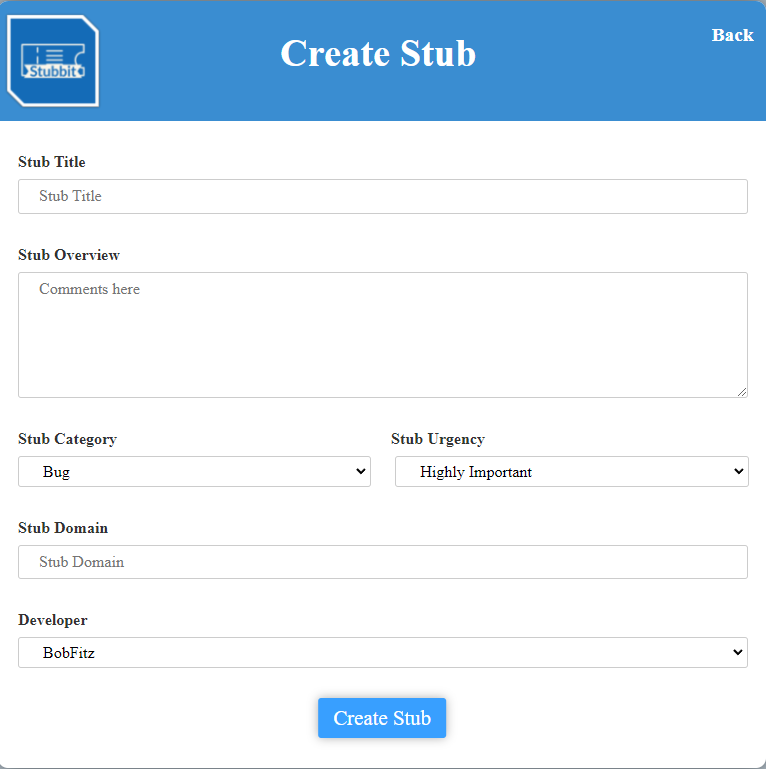 Stubbit
Create Stub
Back
Stub Title
Stub Title
Stub Overview
Comments here
Stub Category
Stub Urgency
Bug
Highly Important
Stub Domain
Stub Domain
Developer
BobFitz
Create Stub